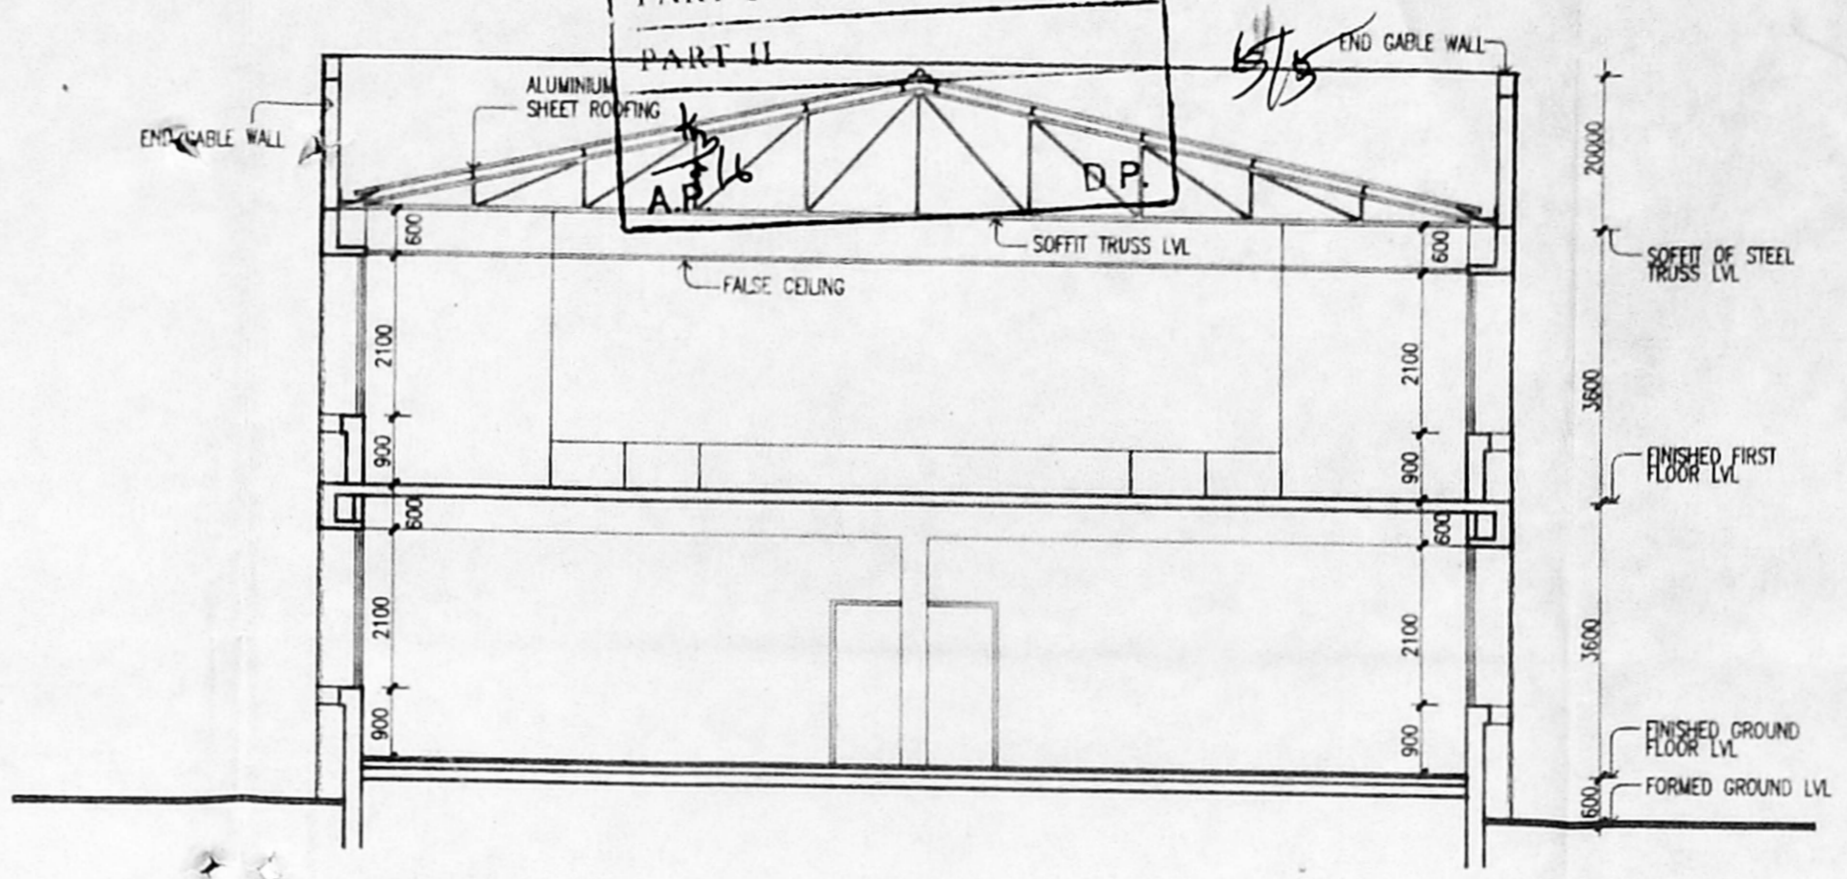 PART II
END GABLE WALL
ALUMINIUM
SHEET ROOFING
END GABLE WALL
A.P.
D P.
20000
600
SOFFIT TRUSS LVL
600
SOFFIT OF STEEL
TRUSS LVL
FALSE CEILING
2100
2100
3600
900
900
FINISHED FIRST
FLOOR LVL
600
600
2100
2100
3600
900
900
FINISHED GROUND
FLOOR LVL
600
FORMED GROUND LVL